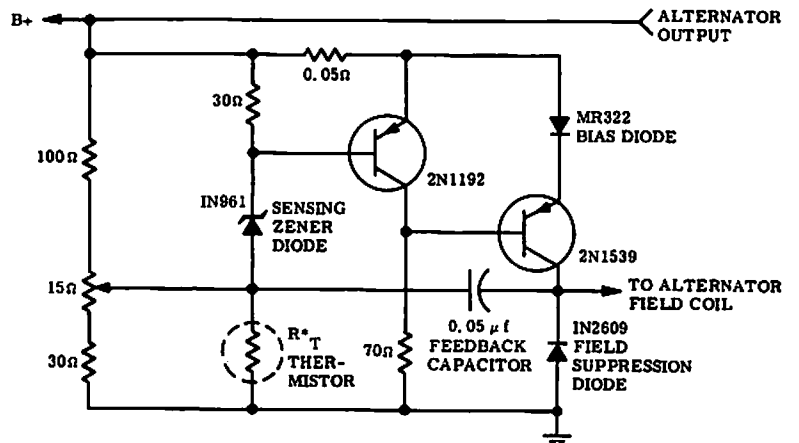 B+
ALTERNATOR
OUTPUT
0.05Ω
30Ω
MR322
BIAS DIODE
100Ω
2N1192
IN961
SENSING
ZENER
DIODE
2N1539
15Ω
TO ALTERNATOR
FIELD COIL
0.05 μf
FEEDBACK
CAPACITOR
IN2609
FIELD
SUPPRESSION
DIODE
R*T
THER-
MISTOR
70Ω
30Ω